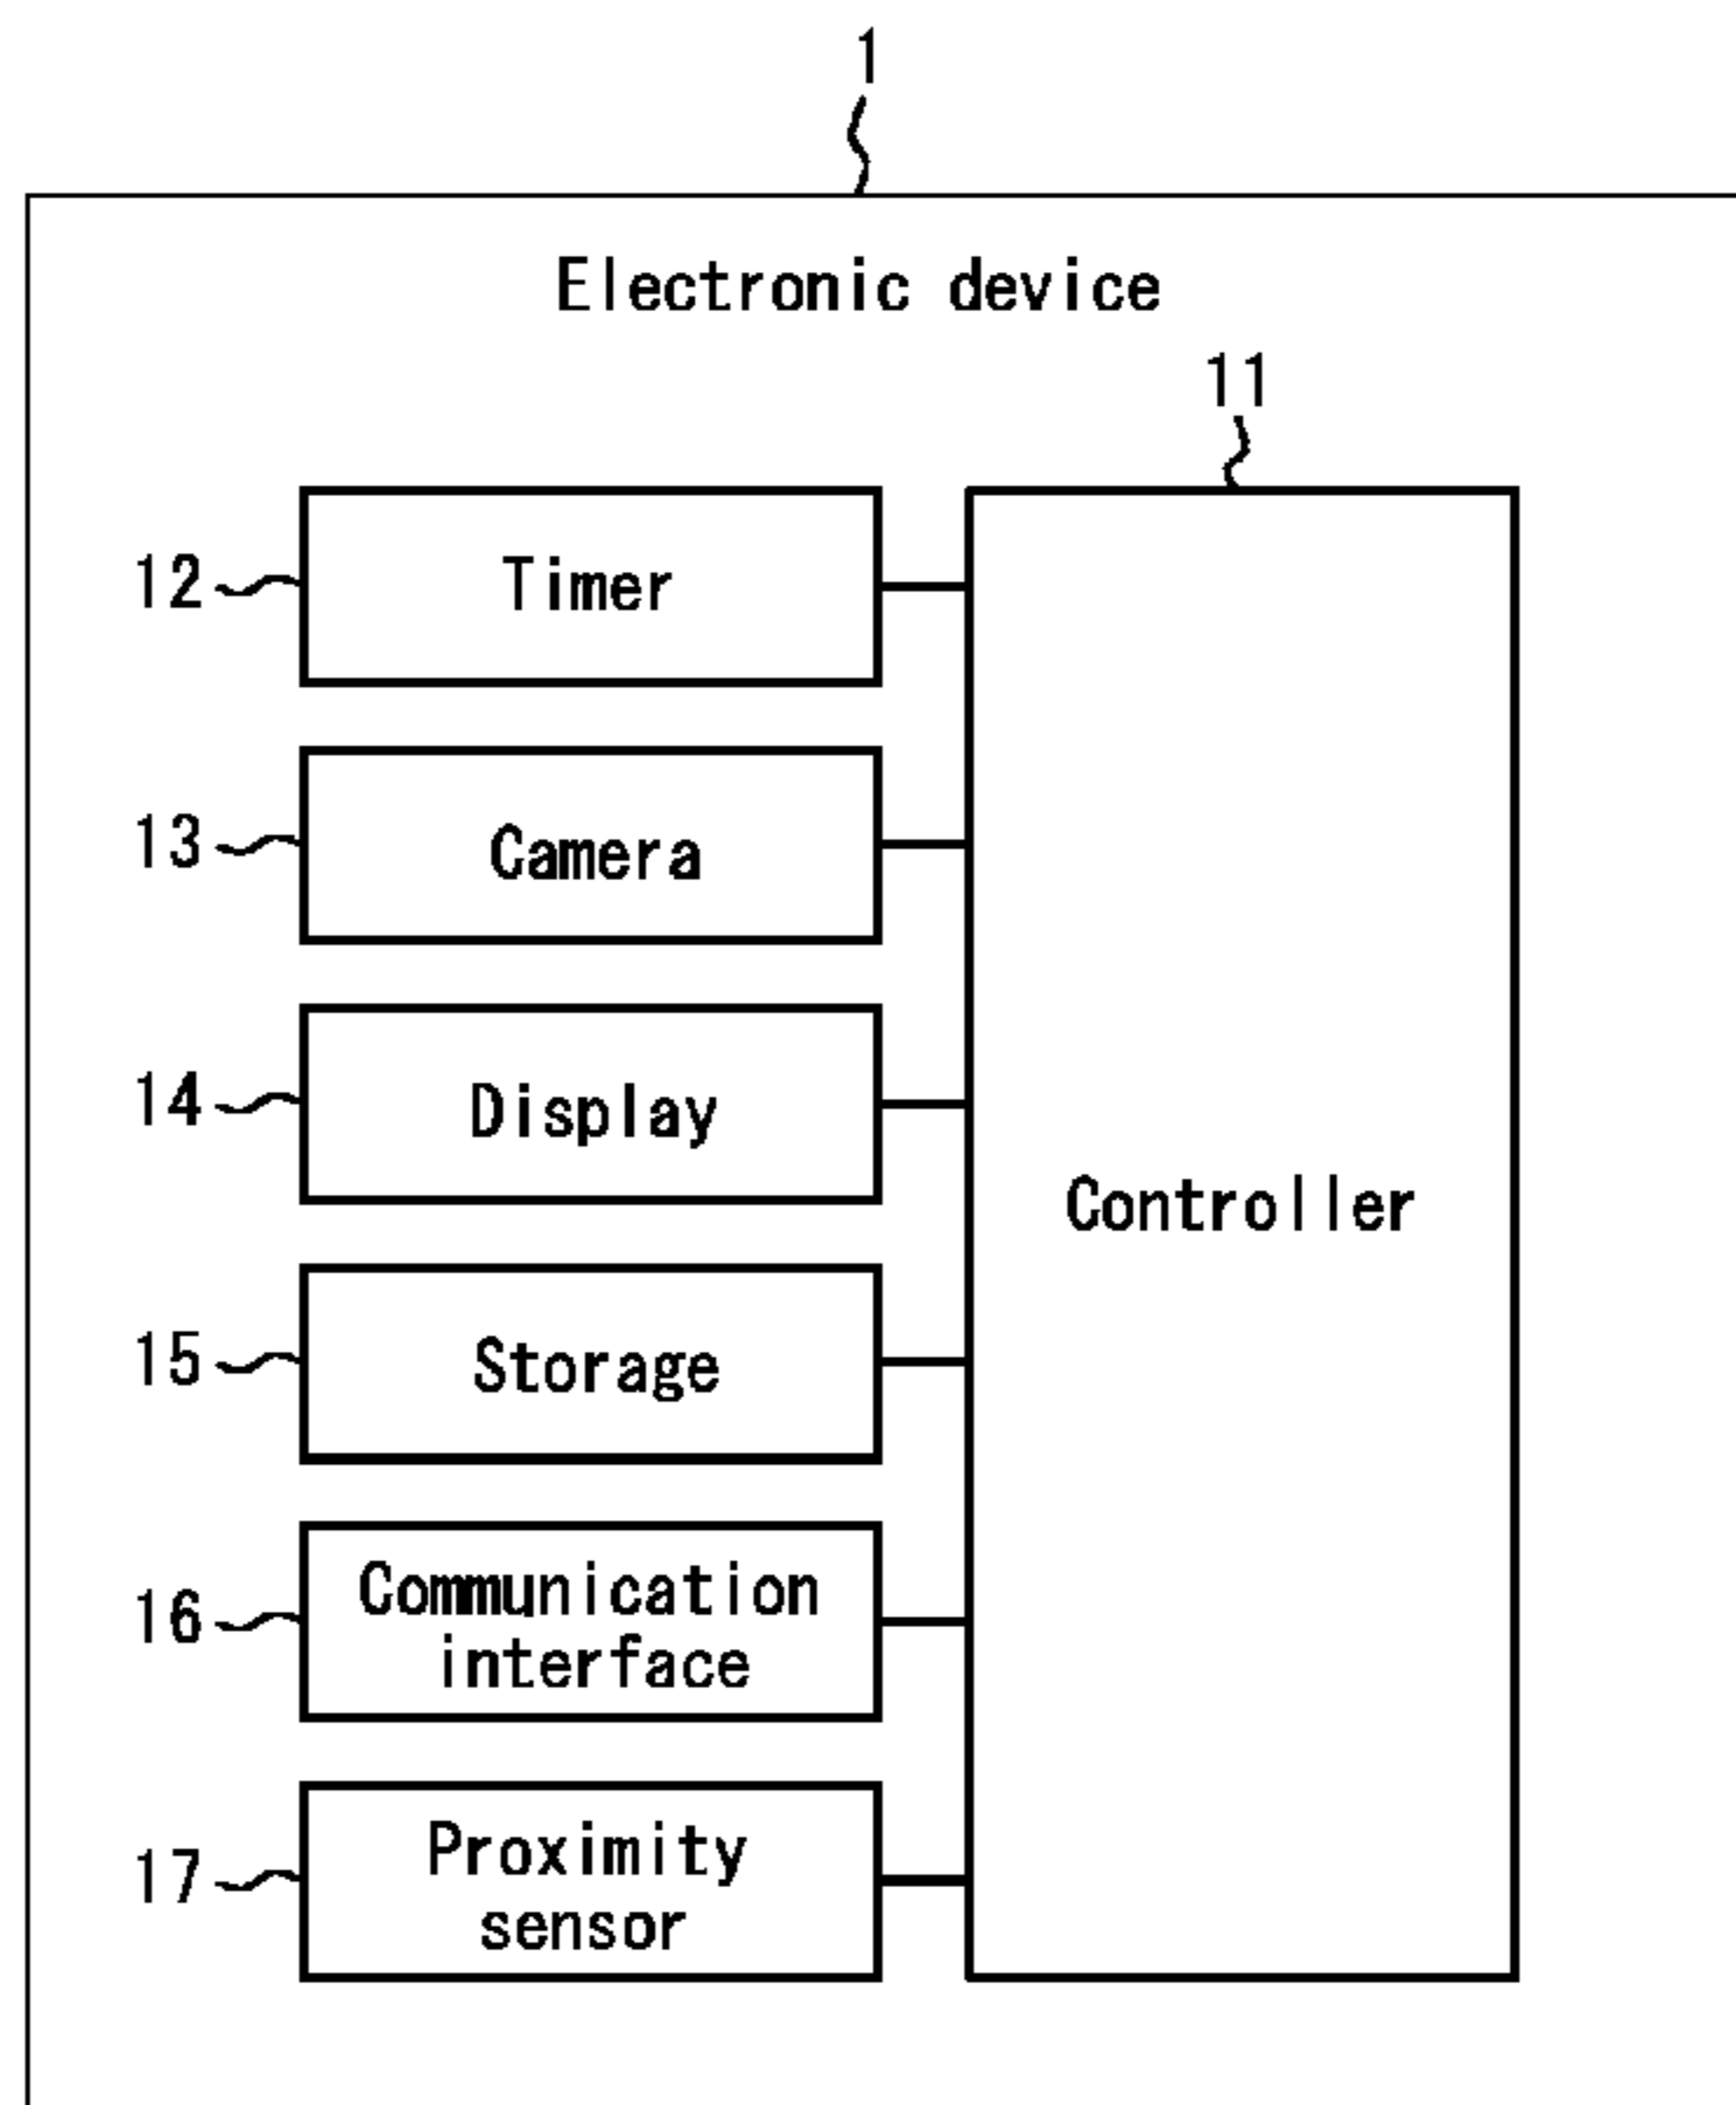 1
Electronic device
11
12
Timer
13
Camera
14
Display
Controller
15
Storage
16
Communication
interface
17
Proximity
sensor